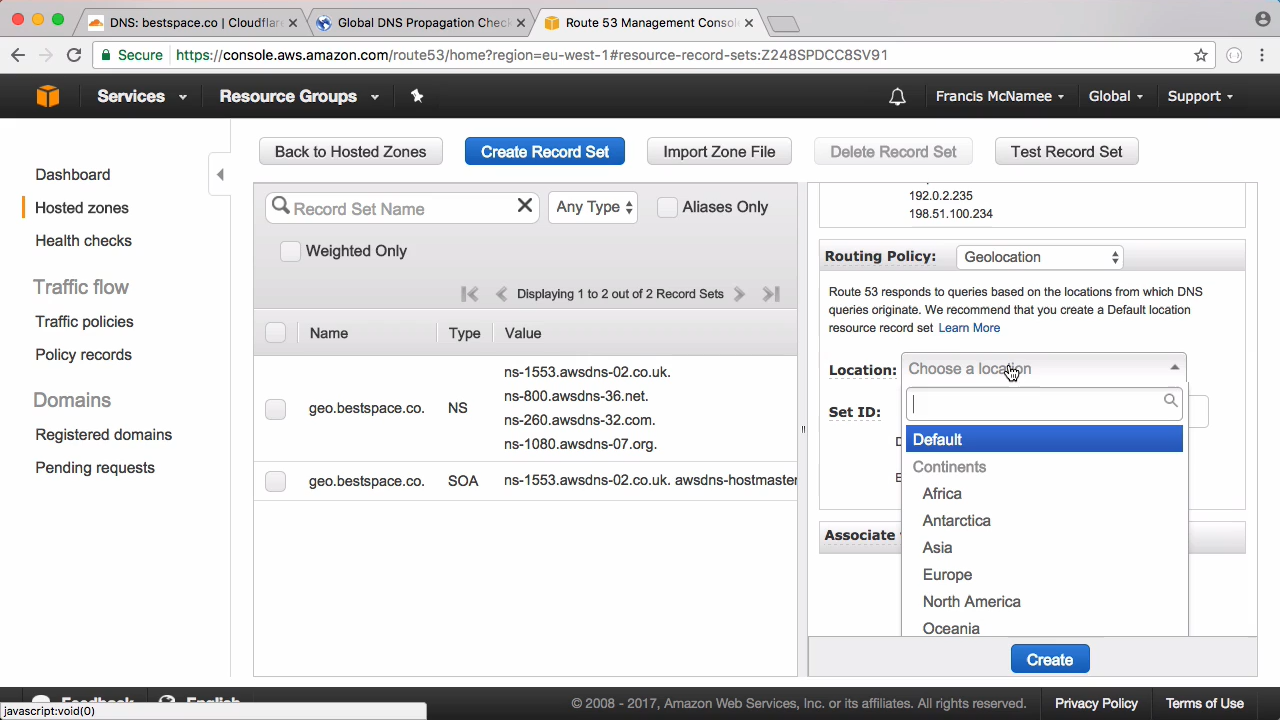 DNS: bestspace.co | Cloudflar
Global DNS Propagation Check
Route 53 Management Consol
Secure
https://console.aws.amazon.com/route53/home?region=eu-west-1#resource-record-sets:Z248SPDCC8SV91
Services
Resource Groups
Francis McNamee
Global
Support
Dashboard
Hosted zones
Health checks
Traffic flow
Traffic policies
Policy records
Domains
Registered domains
Pending requests
Back to Hosted Zones
Create Record Set
Import Zone File
Delete Record Set
Test Record Set
Record Set Name
Any Type
Aliases Only
Weighted Only
Displaying 1 to 2 out of 2 Record Sets
Name Type Value
geo.bestspace.co. NS
ns-1553.awsdns-02.co.uk.
ns-800.awsdns-36.net.
ns-260.awsdns-32.com.
ns-1080.awsdns-07.org.
geo.bestspace.co. SOA ns-1553.awsdns-02.co.uk. awsdns-hostmaster
192.0.2.235
198.51.100.234
Routing Policy: Geolocation
Route 53 responds to queries based on the locations from which DNS
queries originate. We recommend that you create a Default location
resource record set Learn More
Location: Choose a location
Set ID:
Default
Continents
Africa
Antarctica
Asia
Europe
North America
Oceania
Associate
Create
Feedback
English
javascript:void(0)
© 2008 - 2017, Amazon Web Services, Inc. or its affiliates. All rights reserved.
Privacy Policy
Terms of Use